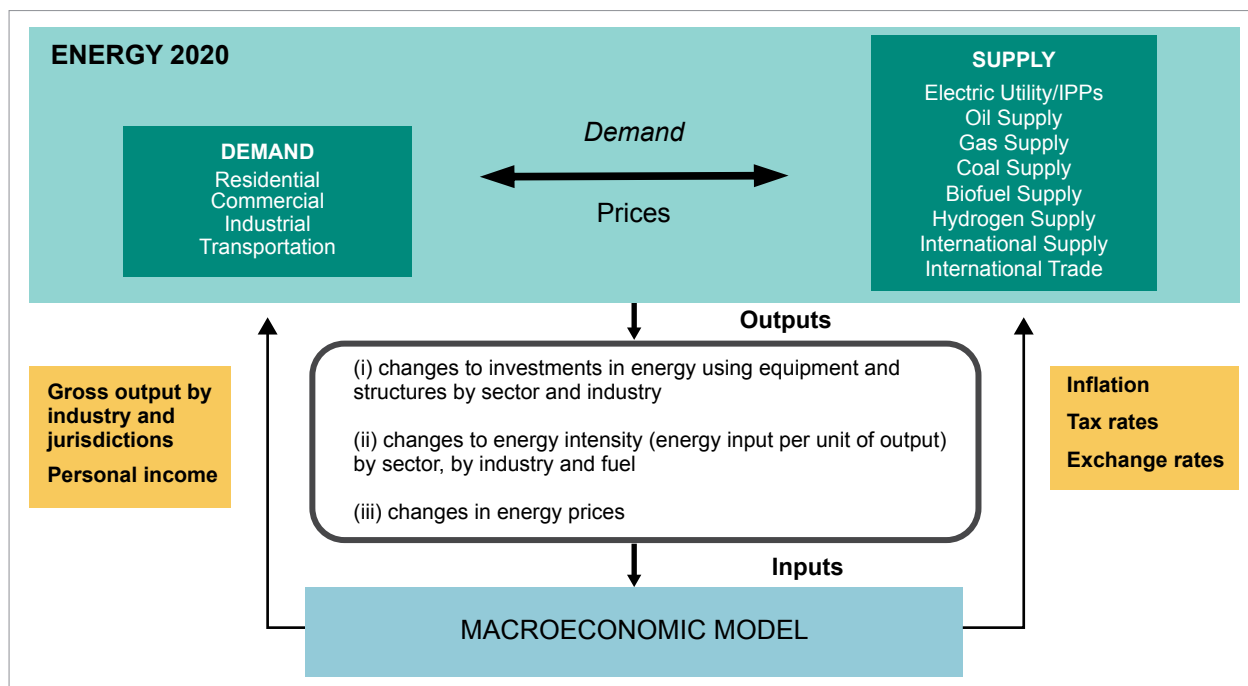 ENERGY 2020
DEMAND
Residential
Commercial
Industrial
Transportation
Demand
Prices
SUPPLY
Electric Utility/IPPs
Oil Supply
Gas Supply
Coal Supply
Biofuel Supply
Hydrogen Supply
International Supply
International Trade
Outputs
Gross output by
industry and
jurisdictions
Personal income
(i) changes to investments in energy using equipment and
structures by sector and industry
(ii) changes to energy intensity (energy input per unit of output)
by sector, by industry and fuel
(iii) changes in energy prices
Inflation
Tax rates
Exchange rates
Inputs
MACROECONOMIC MODEL